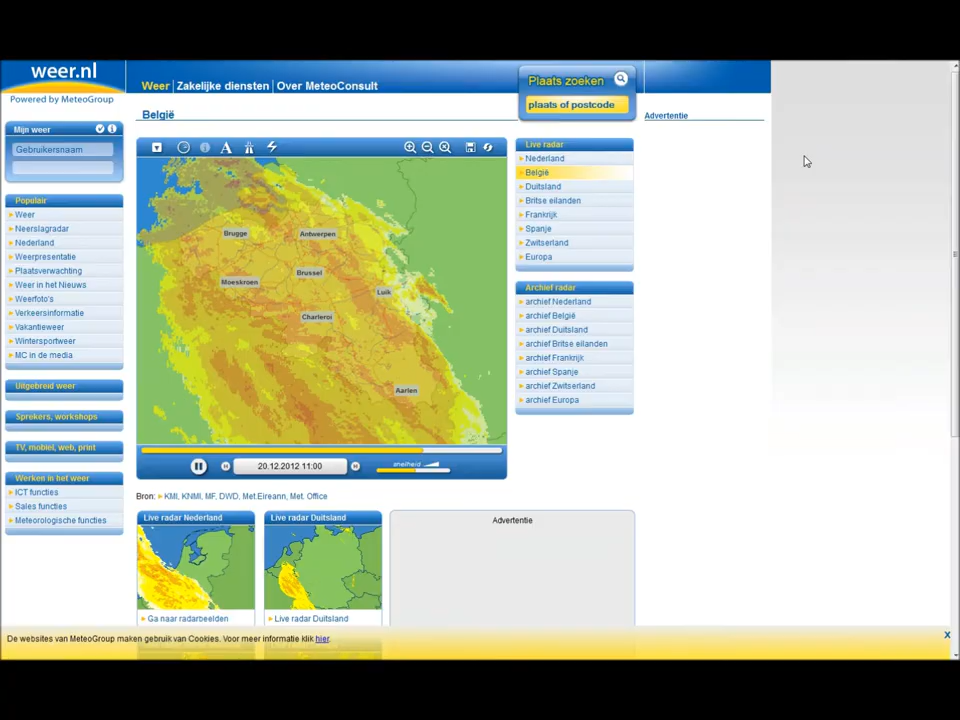 weer.nl
Powered by MeteoGroup
Weer Zakelijke diensten Over MeteoConsult
Plaats zoeken
plaats of postcode
België
Advertentie
Mijn weer
Gebruikersnaam
Populair
Weer
Neerslagradar
Nederland
Weerpresentatie
Plaatsverwachting
Weer in het Nieuws
Weerfoto's
Verkeersinformatie
Vakantieweer
Wintersportweer
MC in de media
Uitgebreid weer
Sprekers, workshops
TV, mobiel, web, print
Werken in het weer
ICT functies
Sales functies
Meteorologische functies
A
Brugge
Antwerpen
Brussel
Moeskroen
Luik
Charleroi
Aarlen
20.12.2012 11:00
snelheid
Live radar
Nederland
België
Duitsland
Britse eilanden
Frankrijk
Spanje
Zwitserland
Europa
Archief radar
archief Nederland
archief België
archief Duitsland
archief Britse eilanden
archief Frankrijk
archief Spanje
archief Zwitserland
archief Europa
Bron: KMI, KNMI, MF, DWD, Met Eireann, Met. Office
Live radar Nederland
Ga naar radarbeelden
Live radar Duitsland
Live radar Duitsland
Advertentie
De websites van MeteoGroup maken gebruik van Cookies. Voor meer informatie klik hier.
X